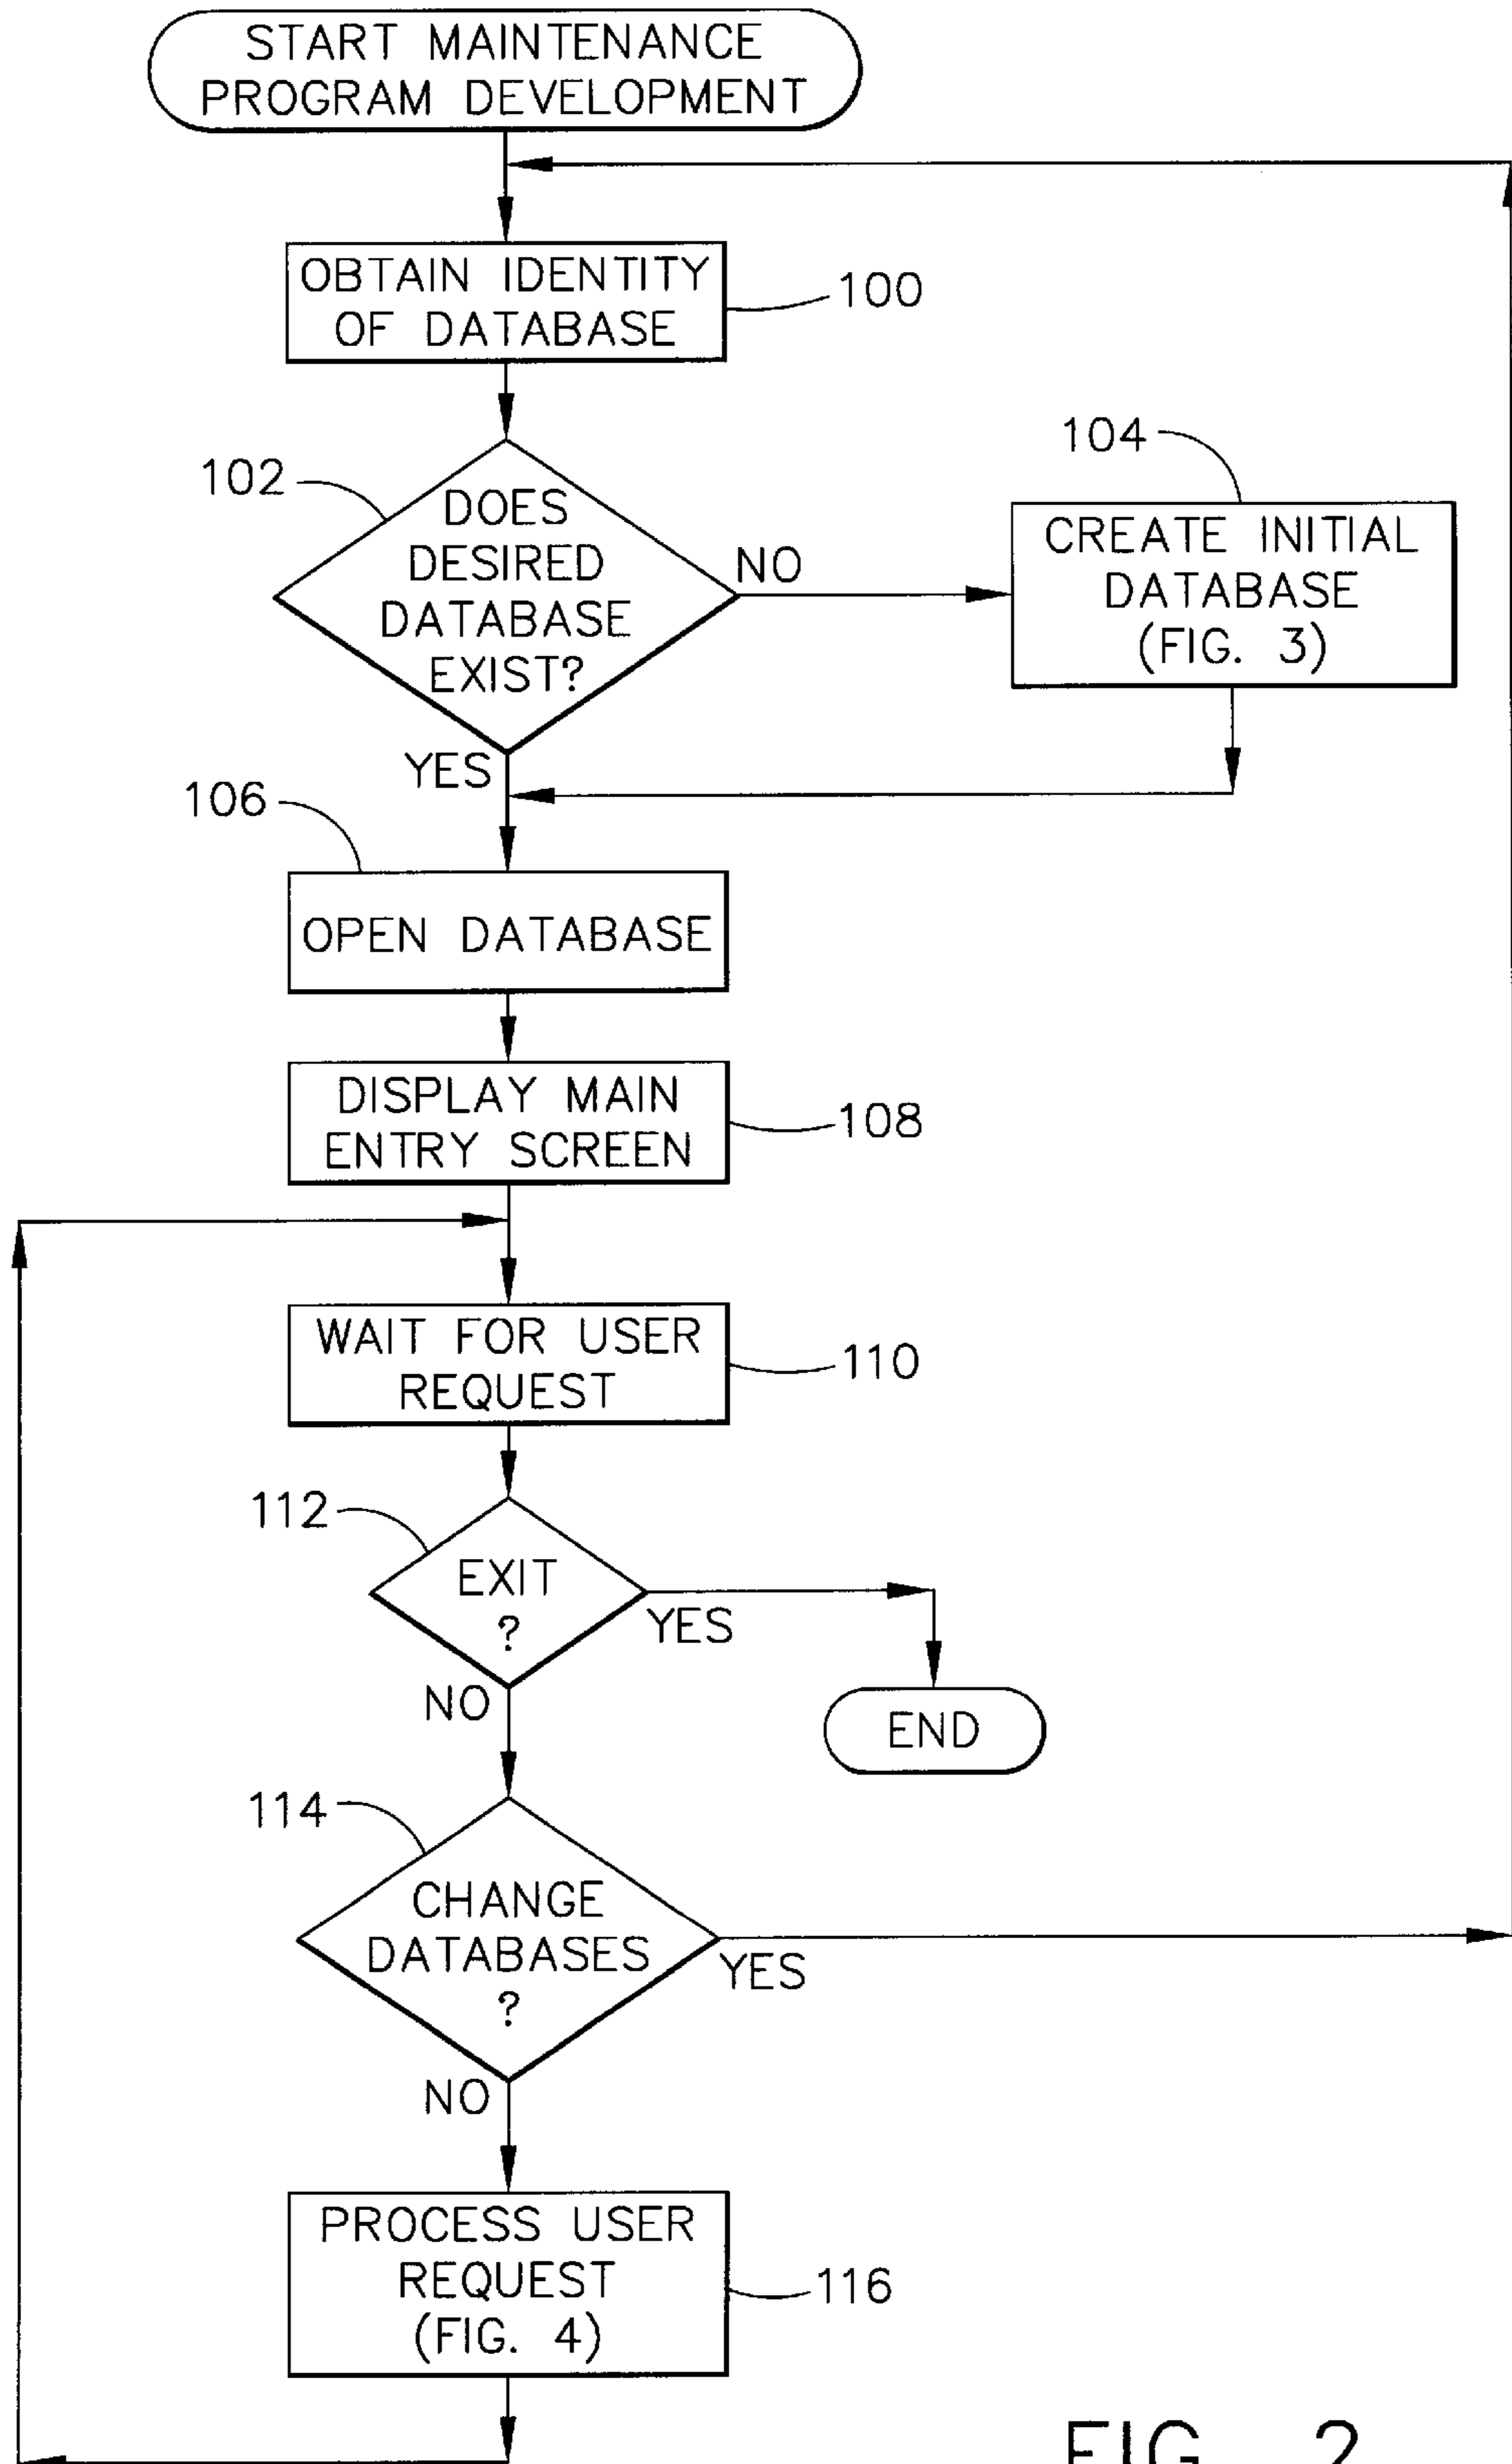 START MAINTENANCE
PROGRAM DEVELOPMENT
OBTAIN IDENTITY
OF DATABASE
100
102
DOES
DESIRED
DATABASE
EXIST?
NO
YES
104
CREATE INITIAL
DATABASE
(FIG. 3)
106
OPEN DATABASE
DISPLAY MAIN
ENTRY SCREEN
108
WAIT FOR USER
REQUEST
110
112
EXIT
?
YES
NO
END
114
CHANGE
DATABASES
?
YES
NO
PROCESS USER
REQUEST
(FIG. 4)
116
FIG. 2